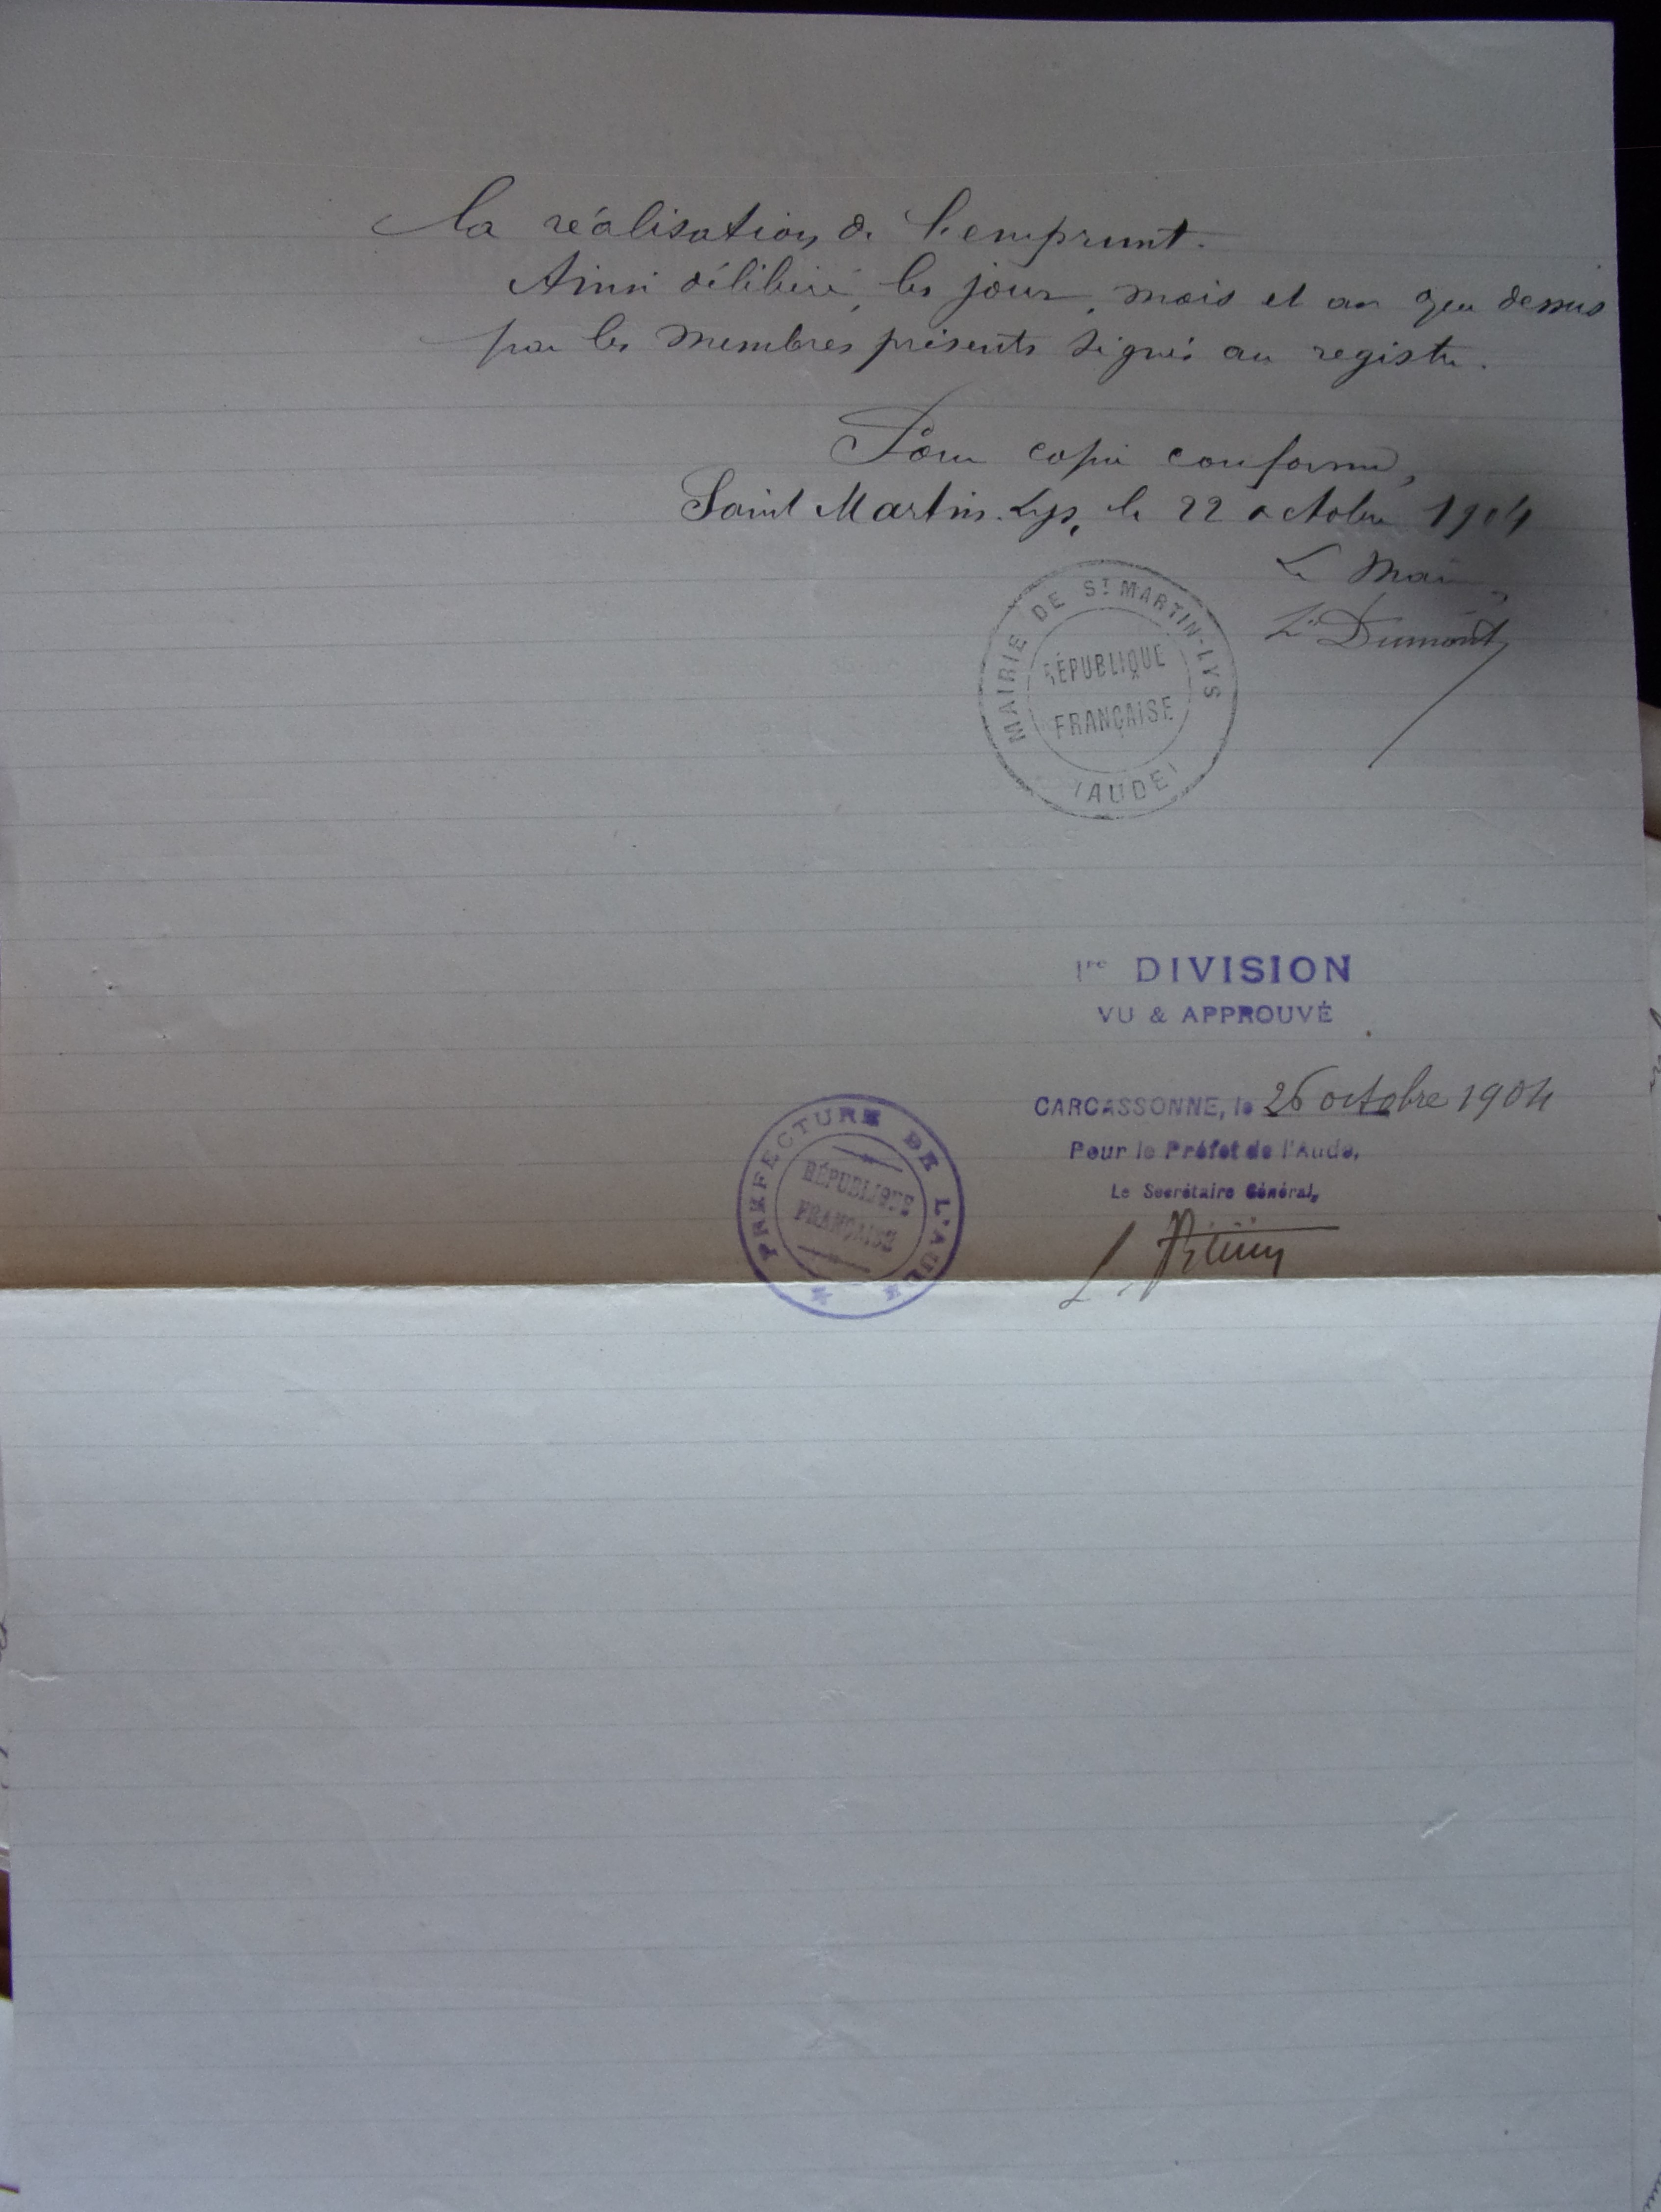 la réalisation de l'emprunt.
Ainsi délibéré, les jour, mois et an que dessus
par les membres présents signés au registre.
Pour copie conforme,
Saint Martin-Lys, le 22 octobre 1904
Le Maire,
Dumont
MAIRIE DE ST MARTIN-LYS
RÉPUBLIQUE
FRANÇAISE
(AUDE)
1re DIVISION
VU & APPROUVÉ
CARCASSONNE, le 26 octobre 1904
Pour le Préfet de l'Aude,
Le Secrétaire Général,
PRÉFECTURE DE L'AUDE
RÉPUBLIQUE
FRANÇAISE